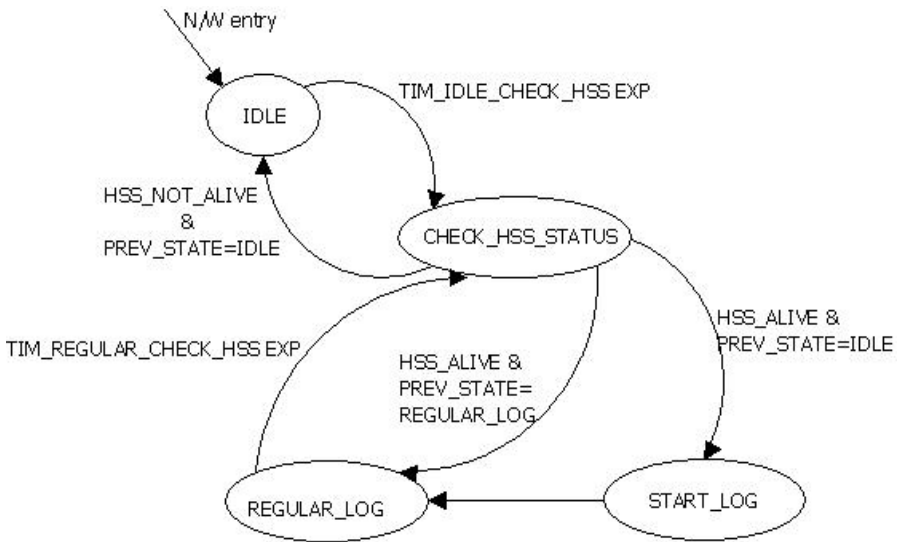 N/W entry
IDLE
TIM_IDLE_CHECK_HSS EXP
HSS_NOT_ALIVE
&
PREV_STATE=IDLE
CHECK_HSS_STATUS
HSS_ALIVE &
PREV_STATE=IDLE
TIM_REGULAR_CHECK_HSS EXP
HSS_ALIVE &
PREV_STATE=
REGULAR_LOG
REGULAR_LOG
START_LOG